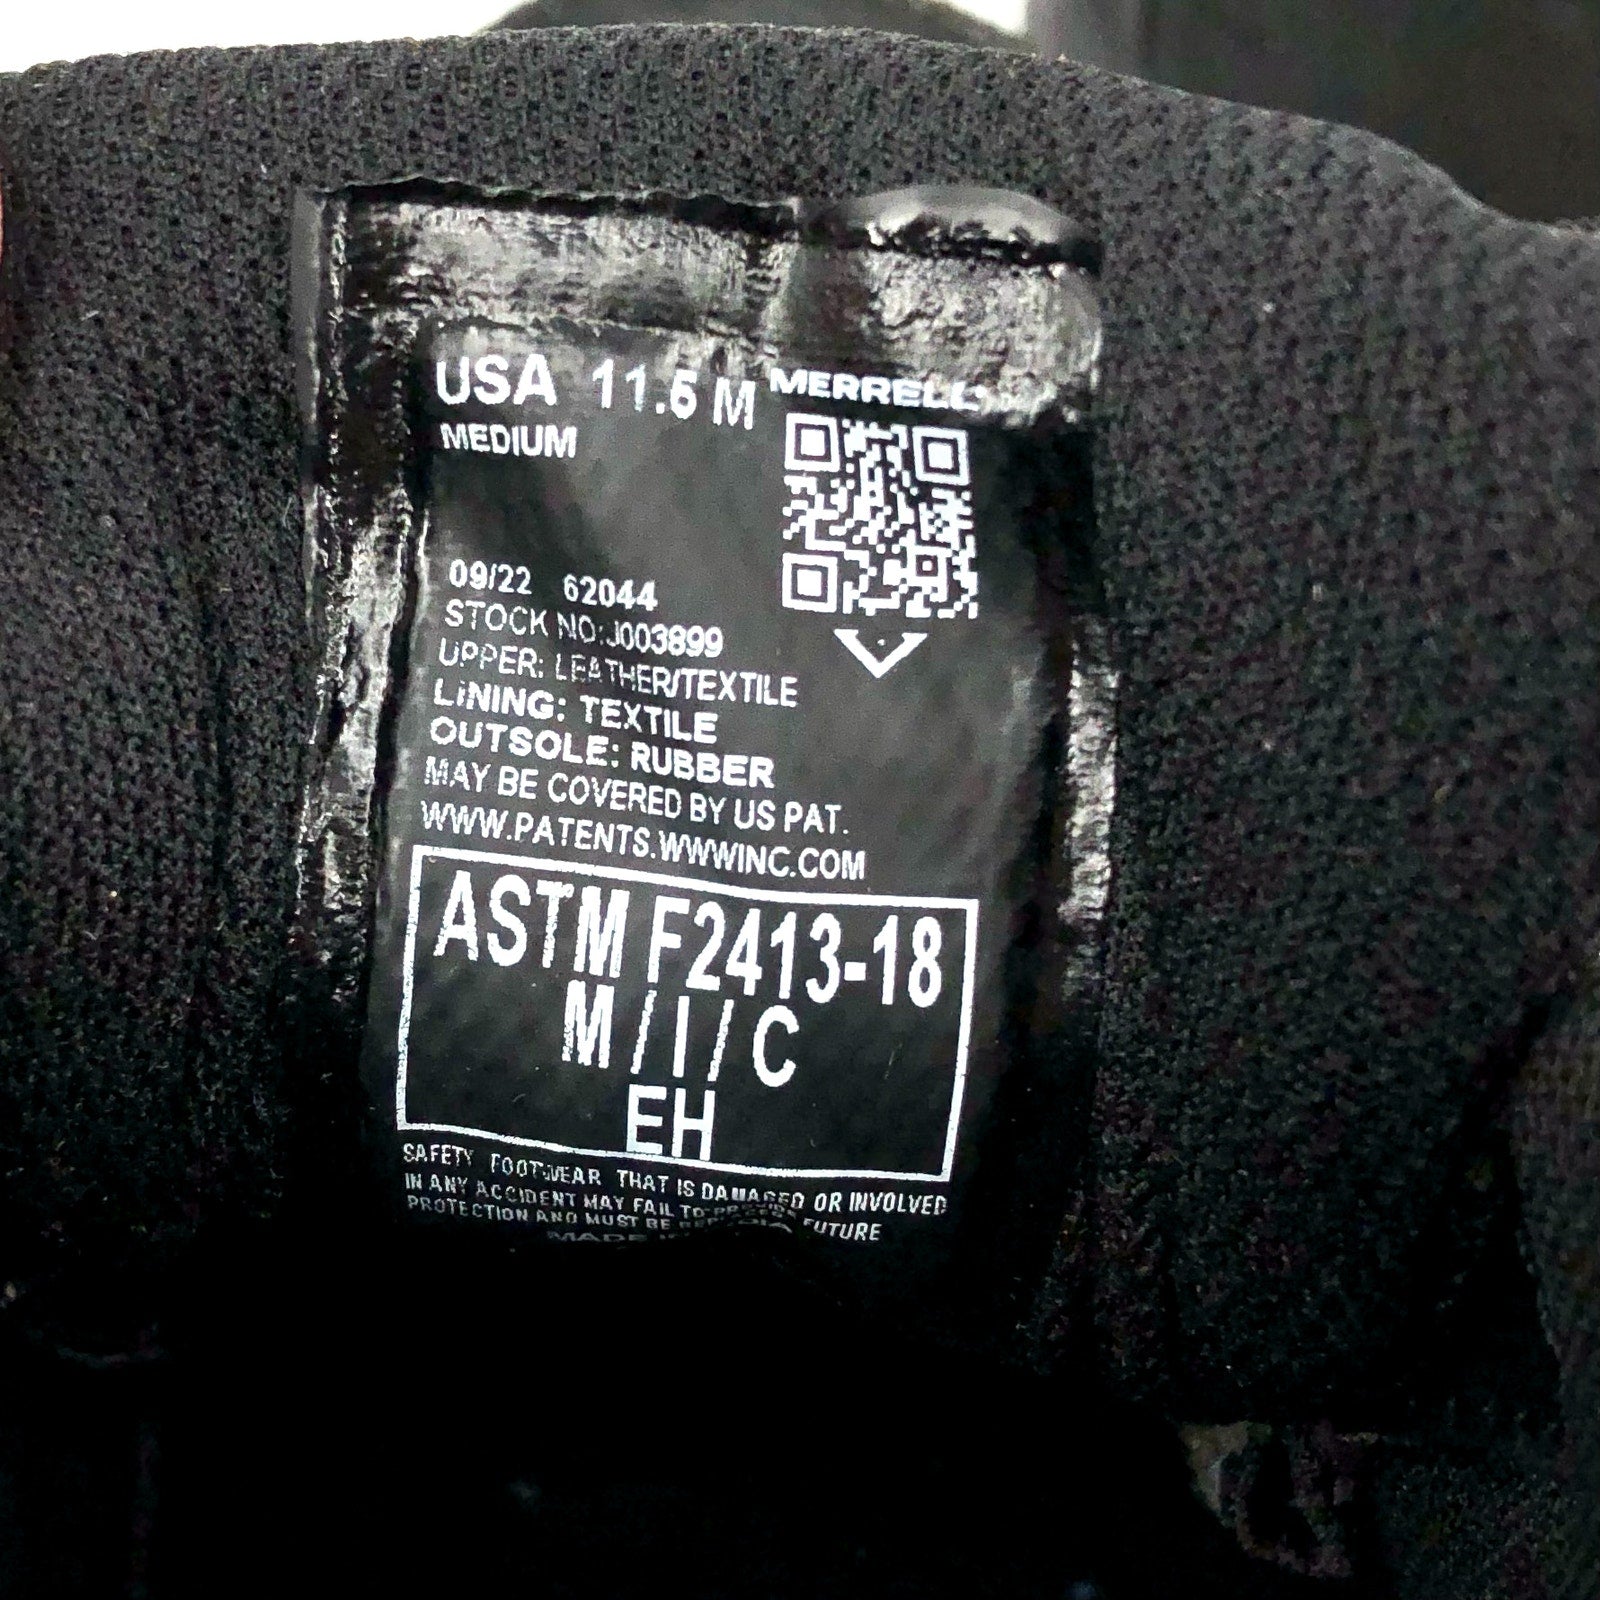 USA 11.5 M
MERRELL
MEDIUM
09/22 62044
STOCK NO:J003899
UPPER: LEATHER/TEXTILE
LINING: TEXTILE
OUTSOLE: RUBBER
MAY BE COVERED BY US PAT.
WWW.PATENTS.WWWINC.COM
ASTM F2413-18
M / I / C
EH
SAFETY FOOTWEAR THAT IS DAMAGED OR INVOLVED
IN ANY ACCIDENT MAY FAIL TO
PROTECTION AND MUST BE FUTURE
MADE